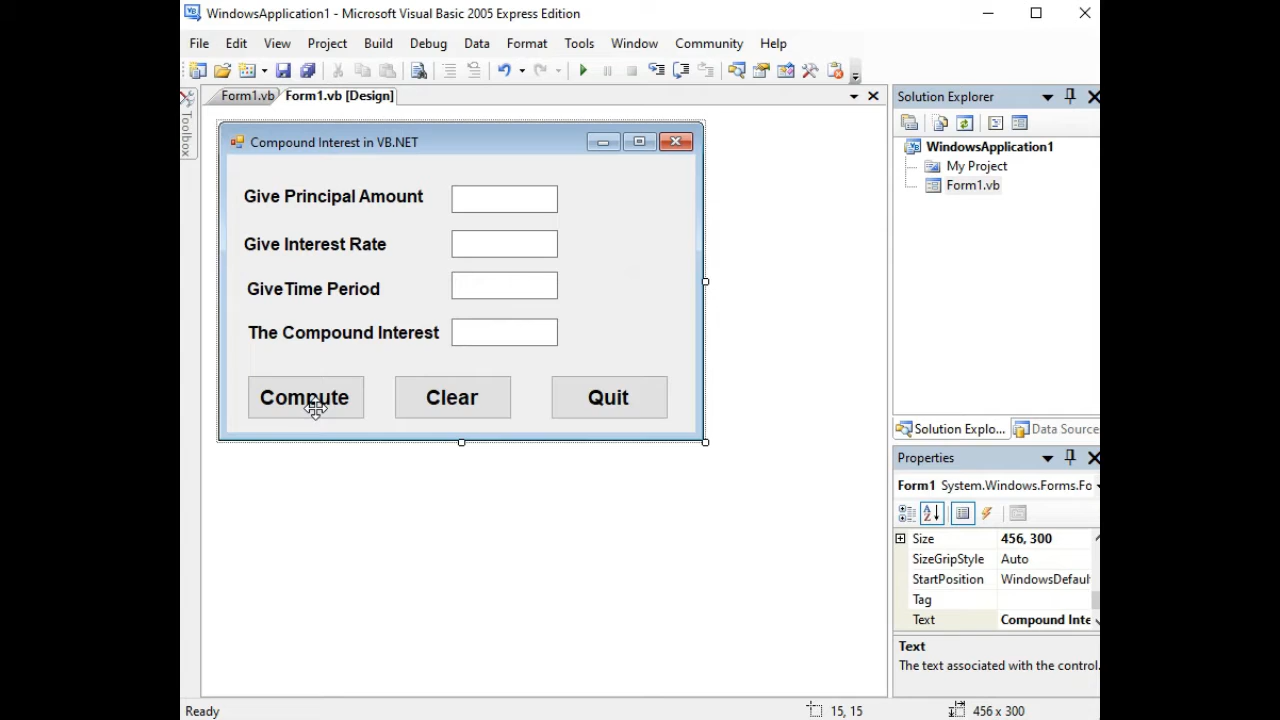 WindowsApplication1 - Microsoft Visual Basic 2005 Express Edition
File Edit View Project Build Debug Data Format Tools Window Community Help
Form1.vb Form1.vb [Design]
Toolbox
Compound Interest in VB.NET
Give Principal Amount
Give Interest Rate
GiveTime Period
The Compound Interest
Compute Clear Quit
Solution Explorer
WindowsApplication1
My Project
Form1.vb
Solution Explo... Data Source
Properties
Form1 System.Windows.Forms.Fo
Size 456, 300
SizeGripStyle Auto
StartPosition WindowsDefaul
Tag
Text Compound Inte
Text
The text associated with the control.
Ready 15, 15 456 x 300